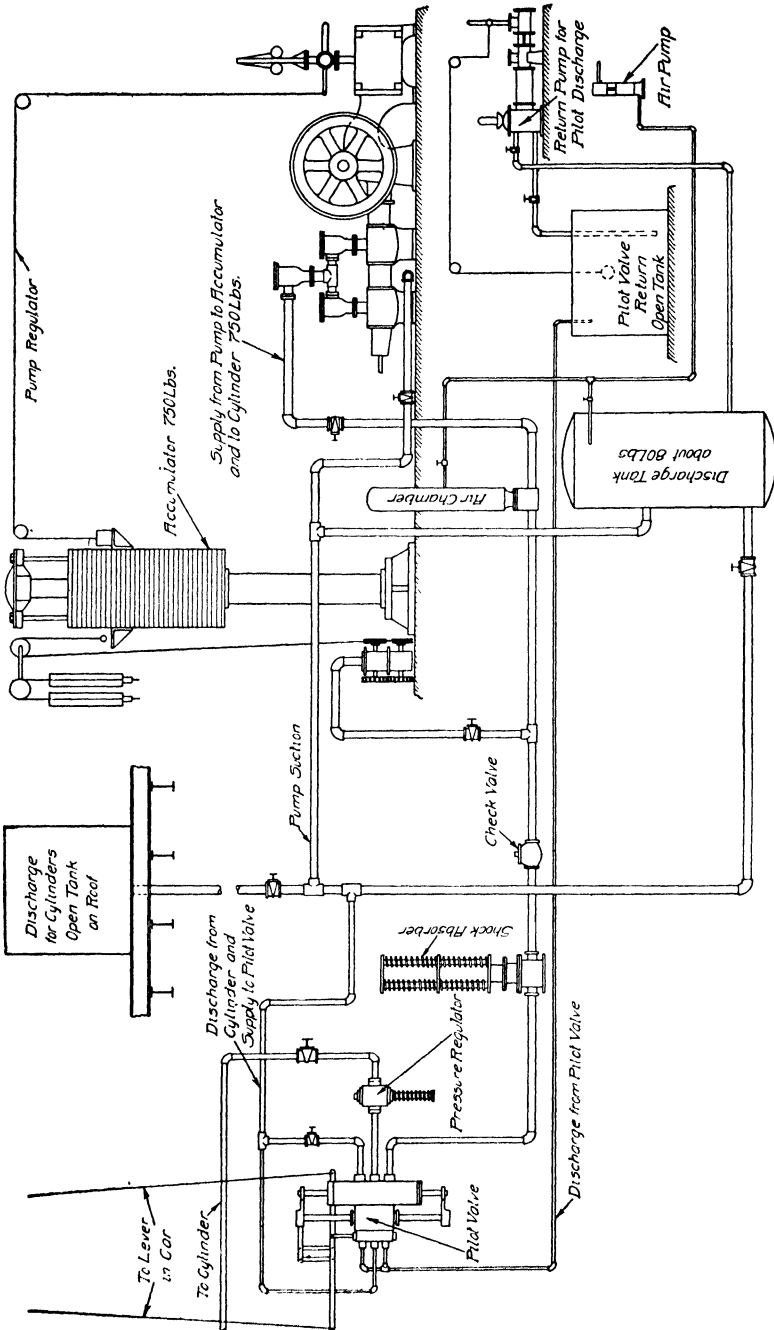 Pump Regulator
Accumulator 750 Lbs.
Supply from Pump to Accumulator
and to Cylinder 750 Lbs.
Return Pump for
Pilot Discharge
Air Pump
Pilot Valve
Return
Open Tank
Discharge Tank
about 80 Lbs
Air Chamber
Discharge
for Cylinders
Open Tank
on Roof
Pump Suction
Check Valve
Shock Absorber
Discharge from
Cylinder and
Supply to Pilot Valve
Pressure Regulator
Discharge from Pilot Valve
To Lever
in Car
To Cylinder
Pilot Valve